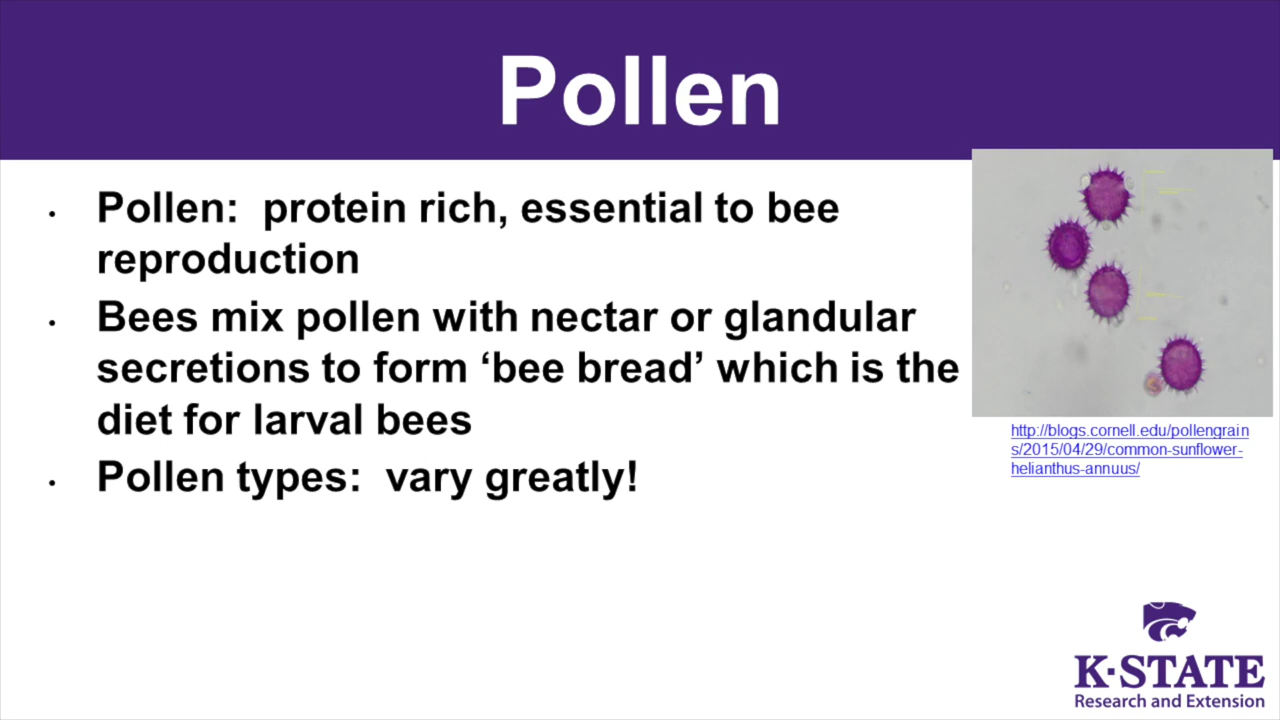 Pollen
• Pollen:  protein rich, essential to bee
reproduction
• Bees mix pollen with nectar or glandular
secretions to form ‘bee bread’ which is the
diet for larval bees
• Pollen types:  vary greatly!
http://blogs.cornell.edu/pollengrain
s/2015/04/29/common-sunflower-
helianthus-annuus/
K·STATE
Research and Extension